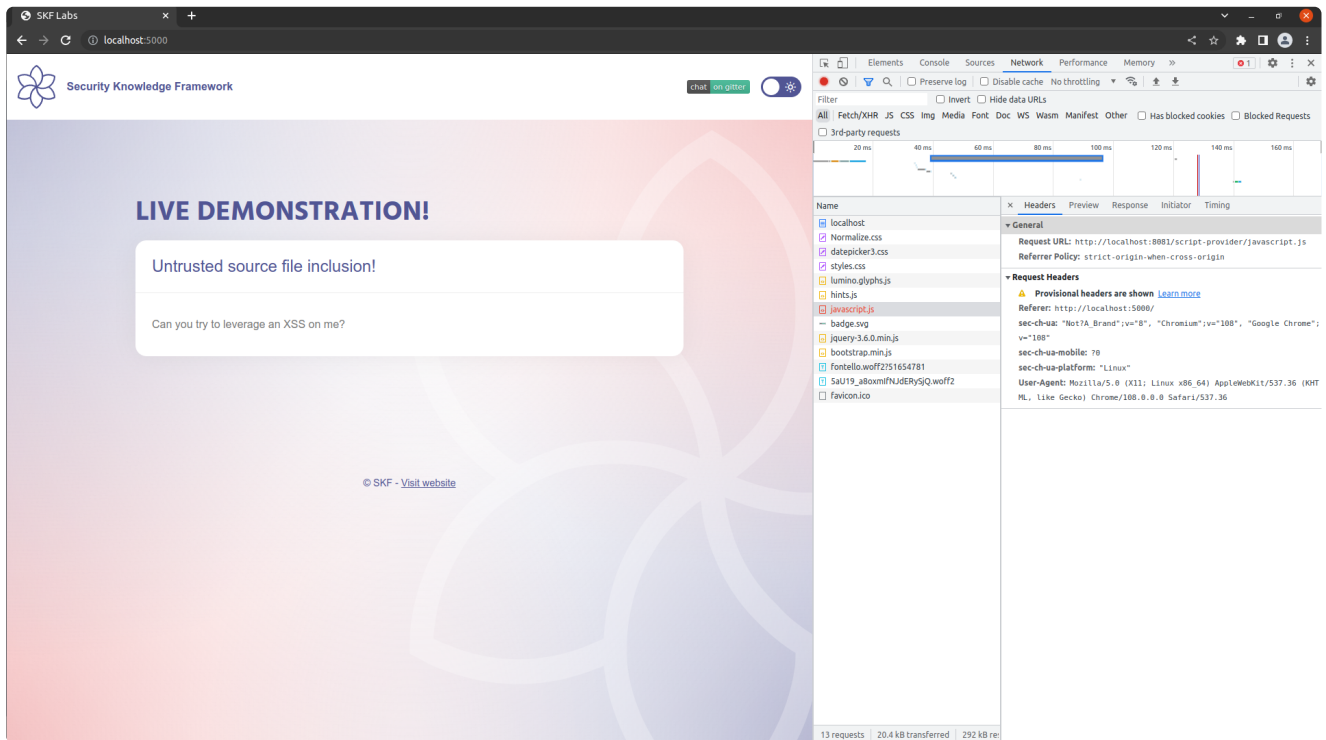 SKF Labs
localhost:5000
Security Knowledge Framework
chat on gitter
LIVE DEMONSTRATION!
Untrusted source file inclusion!
Can you try to leverage an XSS on me?
© SKF - Visit website
Elements Console Sources Network Performance Memory 1
Preserve log Disable cache No throttling
Filter Invert Hide data URLs
All Fetch/XHR JS CSS Img Media Font Doc WS Wasm Manifest Other Has blocked cookies Blocked Requests
3rd-party requests
20 ms 40 ms 60 ms 80 ms 100 ms 120 ms 140 ms 160 ms
Name
localhost
Normalize.css
datepicker3.css
styles.css
lumino.glyphs.js
hints.js
javascript.js
badge.svg
jquery-3.6.0.min.js
bootstrap.min.js
fontello.woff2?51654781
favicon.ico
13 requests 20.4 kB transferred 292 kB re
Headers Preview Response Initiator Timing
General
Request URL: http://localhost:8081/script-provider/javascript.js
Referrer Policy: strict-origin-when-cross-origin
Request Headers
Provisional headers are shown Learn more
Referer: http://localhost:5000/
sec-ch-ua: "Not?A_Brand";v="8", "Chromium";v="108", "Google Chrome";
v="108"
sec-ch-ua-mobile: ?0
sec-ch-ua-platform: "Linux"
User-Agent: Mozilla/5.0 (X11; Linux x86_64) AppleWebKit/537.36 (KHT
ML, like Gecko) Chrome/108.0.0.0 Safari/537.36